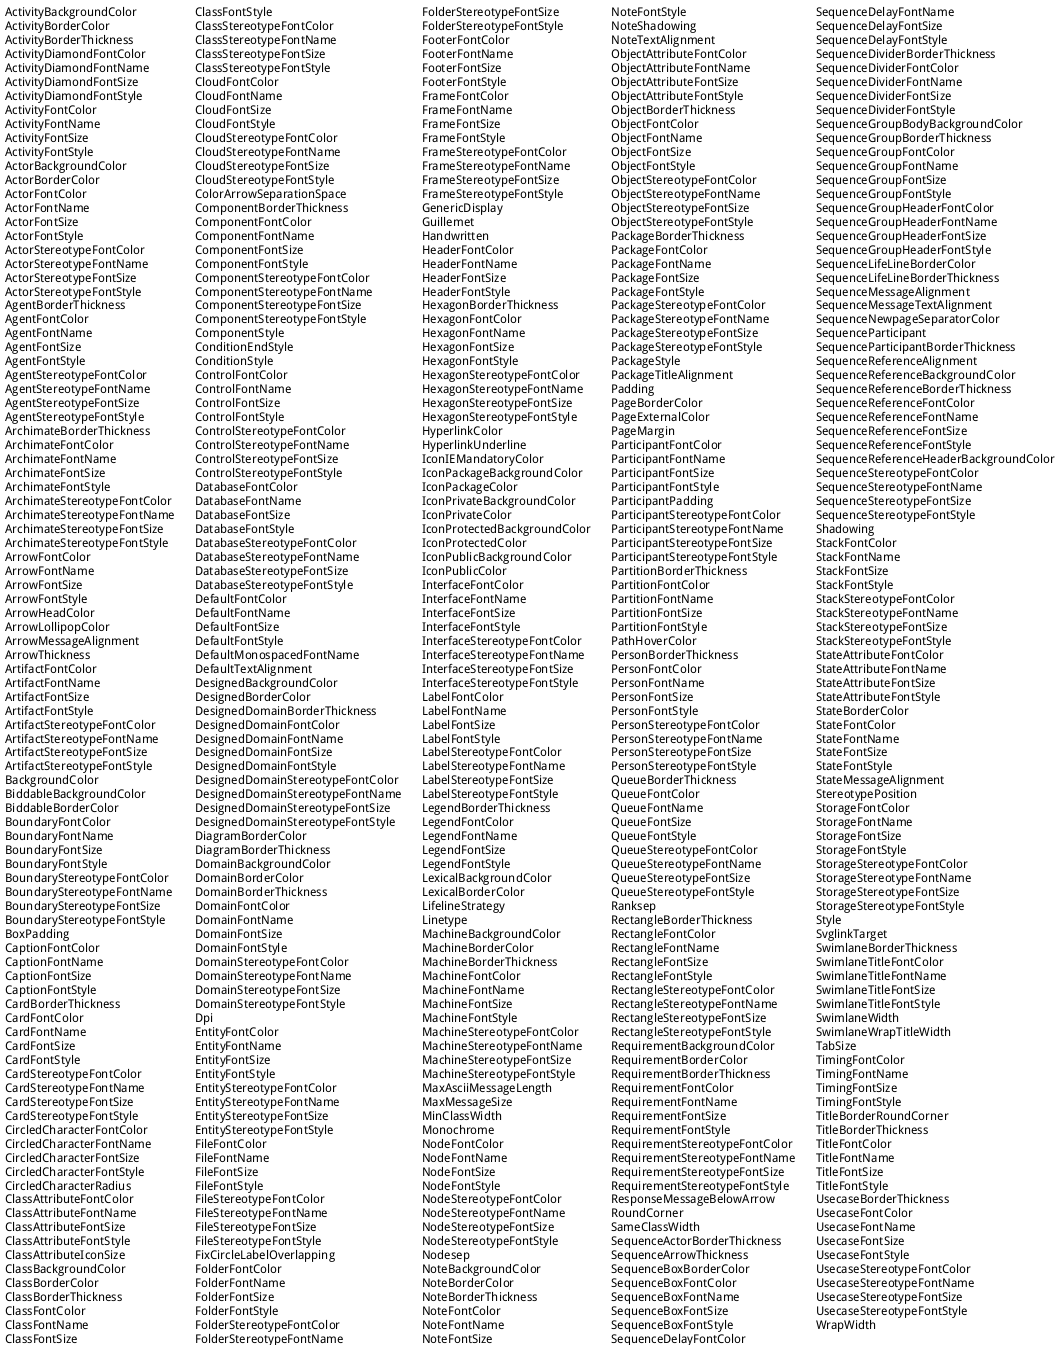 ActivityBackgroundColor
ActivityBorderColor
ActivityBorderThickness
ActivityDiamondFontColor
ActivityDiamondFontName
ActivityDiamondFontSize
ActivityDiamondFontStyle
ActivityFontColor
ActivityFontName
ActivityFontSize
ActivityFontStyle
ActorBackgroundColor
ActorBorderColor
ActorFontColor
ActorFontName
ActorFontSize
ActorFontStyle
ActorStereotypeFontColor
ActorStereotypeFontName
ActorStereotypeFontSize
ActorStereotypeFontStyle
AgentBorderThickness
AgentFontColor
AgentFontName
AgentFontSize
AgentFontStyle
AgentStereotypeFontColor
AgentStereotypeFontName
AgentStereotypeFontSize
AgentStereotypeFontStyle
ArchimateBorderThickness
ArchimateFontColor
ArchimateFontName
ArchimateFontSize
ArchimateFontStyle
ArchimateStereotypeFontColor
ArchimateStereotypeFontName
ArchimateStereotypeFontSize
ArchimateStereotypeFontStyle
ArrowFontColor
ArrowFontName
ArrowFontSize
ArrowFontStyle
ArrowHeadColor
ArrowLollipopColor
ArrowMessageAlignment
ArrowThickness
ArtifactFontColor
ArtifactFontName
ArtifactFontSize
ArtifactFontStyle
ArtifactStereotypeFontColor
ArtifactStereotypeFontName
ArtifactStereotypeFontSize
ArtifactStereotypeFontStyle
BackgroundColor
BiddableBackgroundColor
BiddableBorderColor
BoundaryFontColor
BoundaryFontName
BoundaryFontSize
BoundaryFontStyle
BoundaryStereotypeFontColor
BoundaryStereotypeFontName
BoundaryStereotypeFontSize
BoundaryStereotypeFontStyle
BoxPadding
CaptionFontColor
CaptionFontName
CaptionFontSize
CaptionFontStyle
CardBorderThickness
CardFontColor
CardFontName
CardFontSize
CardFontStyle
CardStereotypeFontColor
CardStereotypeFontName
CardStereotypeFontSize
CardStereotypeFontStyle
CircledCharacterFontColor
CircledCharacterFontName
CircledCharacterFontSize
CircledCharacterFontStyle
CircledCharacterRadius
ClassAttributeFontColor
ClassAttributeFontName
ClassAttributeFontSize
ClassAttributeFontStyle
ClassAttributeIconSize
ClassBackgroundColor
ClassBorderColor
ClassBorderThickness
ClassFontColor
ClassFontName
ClassFontSize
ClassFontStyle
ClassStereotypeFontColor
ClassStereotypeFontName
ClassStereotypeFontSize
ClassStereotypeFontStyle
CloudFontColor
CloudFontName
CloudFontSize
CloudFontStyle
CloudStereotypeFontColor
CloudStereotypeFontName
CloudStereotypeFontSize
CloudStereotypeFontStyle
ColorArrowSeparationSpace
ComponentBorderThickness
ComponentFontColor
ComponentFontName
ComponentFontSize
ComponentFontStyle
ComponentStereotypeFontColor
ComponentStereotypeFontName
ComponentStereotypeFontSize
ComponentStereotypeFontStyle
ComponentStyle
ConditionEndStyle
ConditionStyle
ControlFontColor
ControlFontName
ControlFontSize
ControlFontStyle
ControlStereotypeFontColor
ControlStereotypeFontName
ControlStereotypeFontSize
ControlStereotypeFontStyle
DatabaseFontColor
DatabaseFontName
DatabaseFontSize
DatabaseFontStyle
DatabaseStereotypeFontColor
DatabaseStereotypeFontName
DatabaseStereotypeFontSize
DatabaseStereotypeFontStyle
DefaultFontColor
DefaultFontName
DefaultFontSize
DefaultFontStyle
DefaultMonospacedFontName
DefaultTextAlignment
DesignedBackgroundColor
DesignedBorderColor
DesignedDomainBorderThickness
DesignedDomainFontColor
DesignedDomainFontName
DesignedDomainFontSize
DesignedDomainFontStyle
DesignedDomainStereotypeFontColor
DesignedDomainStereotypeFontName
DesignedDomainStereotypeFontSize
DesignedDomainStereotypeFontStyle
DiagramBorderColor
DiagramBorderThickness
DomainBackgroundColor
DomainBorderColor
DomainBorderThickness
DomainFontColor
DomainFontName
DomainFontSize
DomainFontStyle
DomainStereotypeFontColor
DomainStereotypeFontName
DomainStereotypeFontSize
DomainStereotypeFontStyle
Dpi
EntityFontColor
EntityFontName
EntityFontSize
EntityFontStyle
EntityStereotypeFontColor
EntityStereotypeFontName
EntityStereotypeFontSize
EntityStereotypeFontStyle
FileFontColor
FileFontName
FileFontSize
FileFontStyle
FileStereotypeFontColor
FileStereotypeFontName
FileStereotypeFontSize
FileStereotypeFontStyle
FixCircleLabelOverlapping
FolderFontColor
FolderFontName
FolderFontSize
FolderFontStyle
FolderStereotypeFontColor
FolderStereotypeFontName
FolderStereotypeFontSize
FolderStereotypeFontStyle
FooterFontColor
FooterFontName
FooterFontSize
FooterFontStyle
FrameFontColor
FrameFontName
FrameFontSize
FrameFontStyle
FrameStereotypeFontColor
FrameStereotypeFontName
FrameStereotypeFontSize
FrameStereotypeFontStyle
GenericDisplay
Guillemet
Handwritten
HeaderFontColor
HeaderFontName
HeaderFontSize
HeaderFontStyle
HexagonBorderThickness
HexagonFontColor
HexagonFontName
HexagonFontSize
HexagonFontStyle
HexagonStereotypeFontColor
HexagonStereotypeFontName
HexagonStereotypeFontSize
HexagonStereotypeFontStyle
HyperlinkColor
HyperlinkUnderline
IconIEMandatoryColor
IconPackageBackgroundColor
IconPackageColor
IconPrivateBackgroundColor
IconPrivateColor
IconProtectedBackgroundColor
IconProtectedColor
IconPublicBackgroundColor
IconPublicColor
InterfaceFontColor
InterfaceFontName
InterfaceFontSize
InterfaceFontStyle
InterfaceStereotypeFontColor
InterfaceStereotypeFontName
InterfaceStereotypeFontSize
InterfaceStereotypeFontStyle
LabelFontColor
LabelFontName
LabelFontSize
LabelFontStyle
LabelStereotypeFontColor
LabelStereotypeFontName
LabelStereotypeFontSize
LabelStereotypeFontStyle
LegendBorderThickness
LegendFontColor
LegendFontName
LegendFontSize
LegendFontStyle
LexicalBackgroundColor
LexicalBorderColor
LifelineStrategy
Linetype
MachineBackgroundColor
MachineBorderColor
MachineBorderThickness
MachineFontColor
MachineFontName
MachineFontSize
MachineFontStyle
MachineStereotypeFontColor
MachineStereotypeFontName
MachineStereotypeFontSize
MachineStereotypeFontStyle
MaxAsciiMessageLength
MaxMessageSize
MinClassWidth
Monochrome
NodeFontColor
NodeFontName
NodeFontSize
NodeFontStyle
NodeStereotypeFontColor
NodeStereotypeFontName
NodeStereotypeFontSize
NodeStereotypeFontStyle
Nodesep
NoteBackgroundColor
NoteBorderColor
NoteBorderThickness
NoteFontColor
NoteFontName
NoteFontSize
NoteFontStyle
NoteShadowing
NoteTextAlignment
ObjectAttributeFontColor
ObjectAttributeFontName
ObjectAttributeFontSize
ObjectAttributeFontStyle
ObjectBorderThickness
ObjectFontColor
ObjectFontName
ObjectFontSize
ObjectFontStyle
ObjectStereotypeFontColor
ObjectStereotypeFontName
ObjectStereotypeFontSize
ObjectStereotypeFontStyle
PackageBorderThickness
PackageFontColor
PackageFontName
PackageFontSize
PackageFontStyle
PackageStereotypeFontColor
PackageStereotypeFontName
PackageStereotypeFontSize
PackageStereotypeFontStyle
PackageStyle
PackageTitleAlignment
Padding
PageBorderColor
PageExternalColor
PageMargin
ParticipantFontColor
ParticipantFontName
ParticipantFontSize
ParticipantFontStyle
ParticipantPadding
ParticipantStereotypeFontColor
ParticipantStereotypeFontName
ParticipantStereotypeFontSize
ParticipantStereotypeFontStyle
PartitionBorderThickness
PartitionFontColor
PartitionFontName
PartitionFontSize
PartitionFontStyle
PathHoverColor
PersonBorderThickness
PersonFontColor
PersonFontName
PersonFontSize
PersonFontStyle
PersonStereotypeFontColor
PersonStereotypeFontName
PersonStereotypeFontSize
PersonStereotypeFontStyle
QueueBorderThickness
QueueFontColor
QueueFontName
QueueFontSize
QueueFontStyle
QueueStereotypeFontColor
QueueStereotypeFontName
QueueStereotypeFontSize
QueueStereotypeFontStyle
Ranksep
RectangleBorderThickness
RectangleFontColor
RectangleFontName
RectangleFontSize
RectangleFontStyle
RectangleStereotypeFontColor
RectangleStereotypeFontName
RectangleStereotypeFontSize
RectangleStereotypeFontStyle
RequirementBackgroundColor
RequirementBorderColor
RequirementBorderThickness
RequirementFontColor
RequirementFontName
RequirementFontSize
RequirementFontStyle
RequirementStereotypeFontColor
RequirementStereotypeFontName
RequirementStereotypeFontSize
RequirementStereotypeFontStyle
ResponseMessageBelowArrow
RoundCorner
SameClassWidth
SequenceActorBorderThickness
SequenceArrowThickness
SequenceBoxBorderColor
SequenceBoxFontColor
SequenceBoxFontName
SequenceBoxFontSize
SequenceBoxFontStyle
SequenceDelayFontColor
SequenceDelayFontName
SequenceDelayFontSize
SequenceDelayFontStyle
SequenceDividerBorderThickness
SequenceDividerFontColor
SequenceDividerFontName
SequenceDividerFontSize
SequenceDividerFontStyle
SequenceGroupBodyBackgroundColor
SequenceGroupBorderThickness
SequenceGroupFontColor
SequenceGroupFontName
SequenceGroupFontSize
SequenceGroupFontStyle
SequenceGroupHeaderFontColor
SequenceGroupHeaderFontName
SequenceGroupHeaderFontSize
SequenceGroupHeaderFontStyle
SequenceLifeLineBorderColor
SequenceLifeLineBorderThickness
SequenceMessageAlignment
SequenceMessageTextAlignment
SequenceNewpageSeparatorColor
SequenceParticipant
SequenceParticipantBorderThickness
SequenceReferenceAlignment
SequenceReferenceBackgroundColor
SequenceReferenceBorderThickness
SequenceReferenceFontColor
SequenceReferenceFontName
SequenceReferenceFontSize
SequenceReferenceFontStyle
SequenceReferenceHeaderBackgroundColor
SequenceStereotypeFontColor
SequenceStereotypeFontName
SequenceStereotypeFontSize
SequenceStereotypeFontStyle
Shadowing
StackFontColor
StackFontName
StackFontSize
StackFontStyle
StackStereotypeFontColor
StackStereotypeFontName
StackStereotypeFontSize
StackStereotypeFontStyle
StateAttributeFontColor
StateAttributeFontName
StateAttributeFontSize
StateAttributeFontStyle
StateBorderColor
StateFontColor
StateFontName
StateFontSize
StateFontStyle
StateMessageAlignment
StereotypePosition
StorageFontColor
StorageFontName
StorageFontSize
StorageFontStyle
StorageStereotypeFontColor
StorageStereotypeFontName
StorageStereotypeFontSize
StorageStereotypeFontStyle
Style
SvglinkTarget
SwimlaneBorderThickness
SwimlaneTitleFontColor
SwimlaneTitleFontName
SwimlaneTitleFontSize
SwimlaneTitleFontStyle
SwimlaneWidth
SwimlaneWrapTitleWidth
TabSize
TimingFontColor
TimingFontName
TimingFontSize
TimingFontStyle
TitleBorderRoundCorner
TitleBorderThickness
TitleFontColor
TitleFontName
TitleFontSize
TitleFontStyle
UsecaseBorderThickness
UsecaseFontColor
UsecaseFontName
UsecaseFontSize
UsecaseFontStyle
UsecaseStereotypeFontColor
UsecaseStereotypeFontName
UsecaseStereotypeFontSize
UsecaseStereotypeFontStyle
WrapWidth